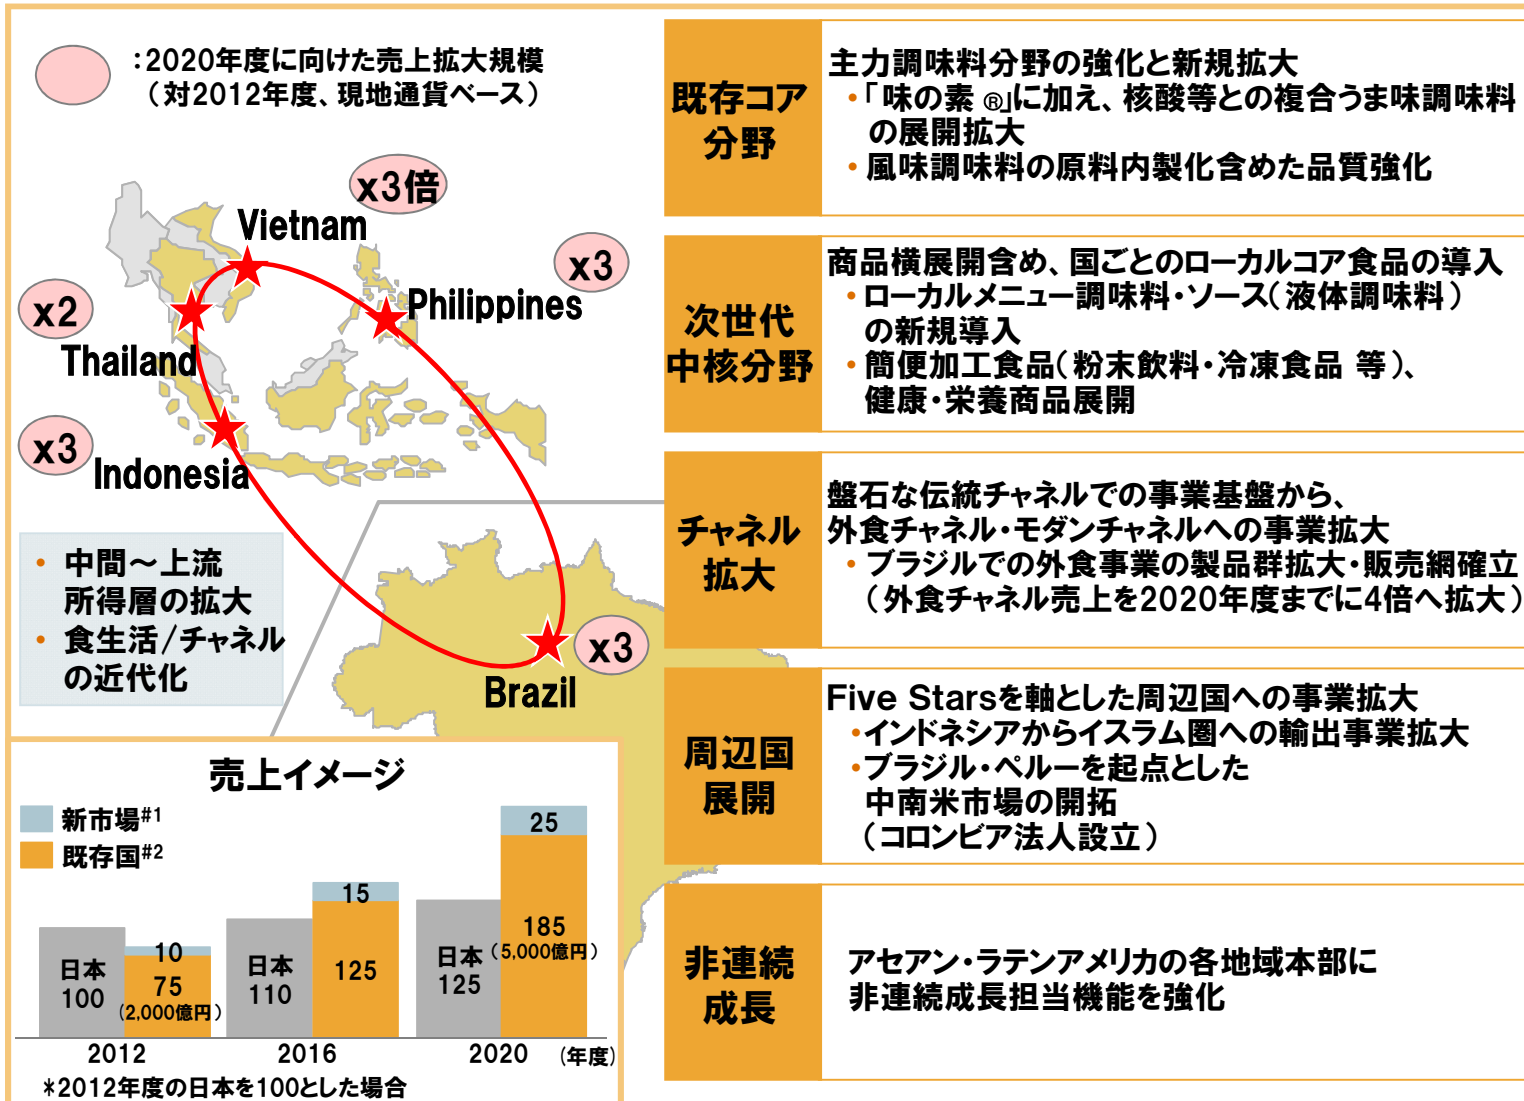 :2020年度に向けた売上拡大規模
（対2012年度、現地通貨ベース）
x3倍
Vietnam
x3
Philippines
x2
Thailand
x3
Indonesia
• 中間～上流
所得層の拡大
• 食生活/チャネル
の近代化
x3
Brazil
売上イメージ
新市場#1
既存国#2
日本
100
10
75
(2,000億円)
日本
110
15
125
日本
125
25
185
(5,000億円)
2012
2016
2020
(年度)
*2012年度の日本を100とした場合
既存コア
分野
主力調味料分野の強化と新規拡大
•「味の素 ®」に加え、核酸等との複合うま味調味料
の展開拡大
• 風味調味料の原料内製化含めた品質強化
次世代
中核分野
商品横展開含め、国ごとのローカルコア食品の導入
• ローカルメニュー調味料・ソース（液体調味料）
の新規導入
• 簡便加工食品（粉末飲料・冷凍食品 等）、
健康・栄養商品展開
チャネル
拡大
盤石な伝統チャネルでの事業基盤から、
外食チャネル・モダンチャネルへの事業拡大
• ブラジルでの外食事業の製品群拡大・販売網確立
（外食チャネル売上を2020年度までに4倍へ拡大）
周辺国
展開
Five Starsを軸とした周辺国への事業拡大
•インドネシアからイスラム圏への輸出事業拡大
•ブラジル・ペルーを起点とした
中南米市場の開拓
（コロンビア法人設立）
非連続
成長
アセアン・ラテンアメリカの各地域本部に
非連続成長担当機能を強化